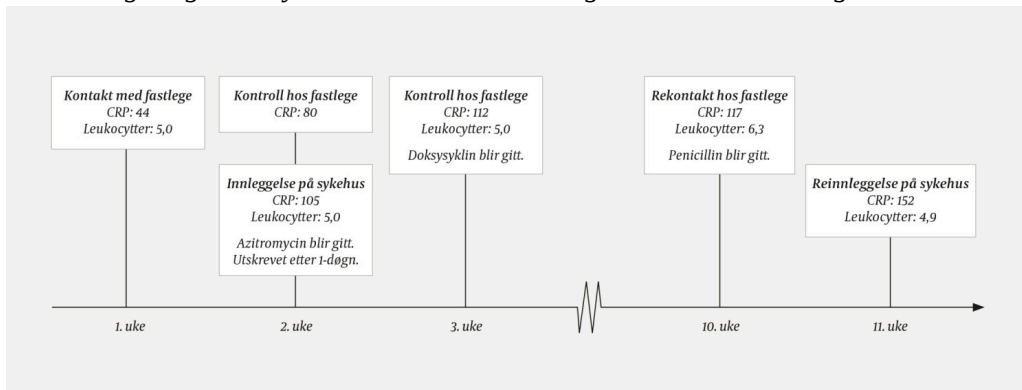 Kontakt med fastlege
CRP: 44
Leukocytter: 5,0
Kontroll hos fastlege
CRP: 80
Innleggelse på sykehus
CRP: 105
Leukocytter: 5,0
Azitromycin blir gitt.
Utskrevet etter 1-døgn.
Kontroll hos fastlege
CRP: 112
Leukocytter: 5,0
Doksysyklin blir gitt.
Rekontakt hos fastlege
CRP: 117
Leukocytter: 6,3
Penicillin blir gitt.
Reinnleggelse på sykehus
CRP: 152
Leukocytter: 4,9
1. uke
2. uke
3. uke
10. uke
11. uke